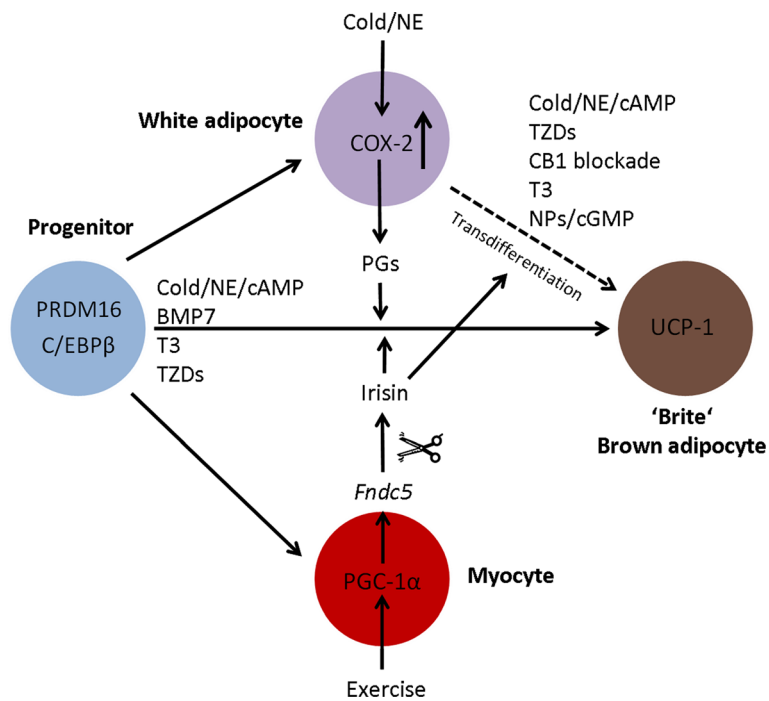 Cold/NE
White adipocyte
COX-2
Cold/NE/cAMP
TZDs
CB1 blockade
T3
NPs/cGMP
Transdifferentiation
Progenitor
PRDM16
C/EBPβ
Cold/NE/cAMP
BMP7
T3
TZDs
PGs
UCP-1
Irisin
‘Brite‘
Brown adipocyte
Fndc5
PGC-1α
Myocyte
Exercise